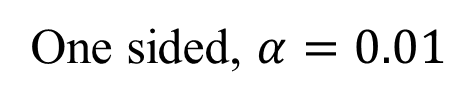 One sided, α = 0.01